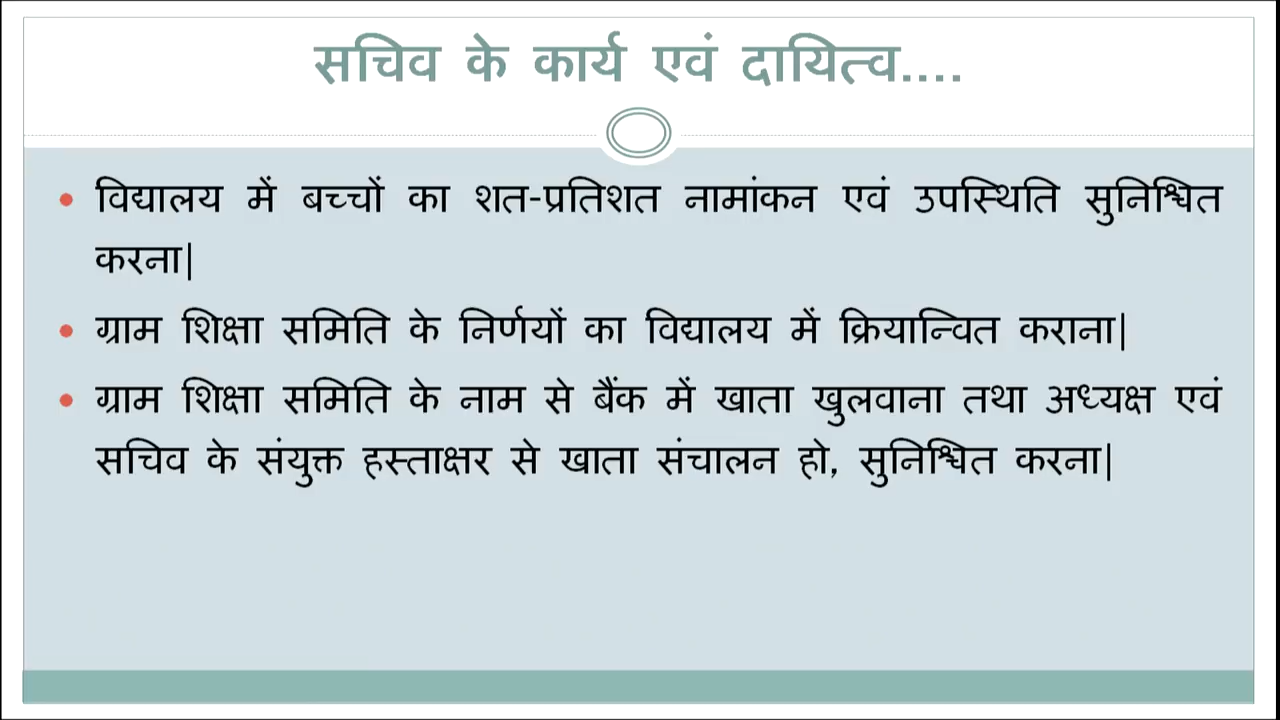 सचिव के कार्य एवं दायित्व....
• विद्यालय में बच्चों का शत-प्रतिशत नामांकन एवं उपस्थिति सुनिश्चित
करना|
• ग्राम शिक्षा समिति के निर्णयों का विद्यालय में क्रियान्वित कराना|
• ग्राम शिक्षा समिति के नाम से बैंक में खाता खुलवाना तथा अध्यक्ष एवं
सचिव के संयुक्त हस्ताक्षर से खाता संचालन हो, सुनिश्चित करना|